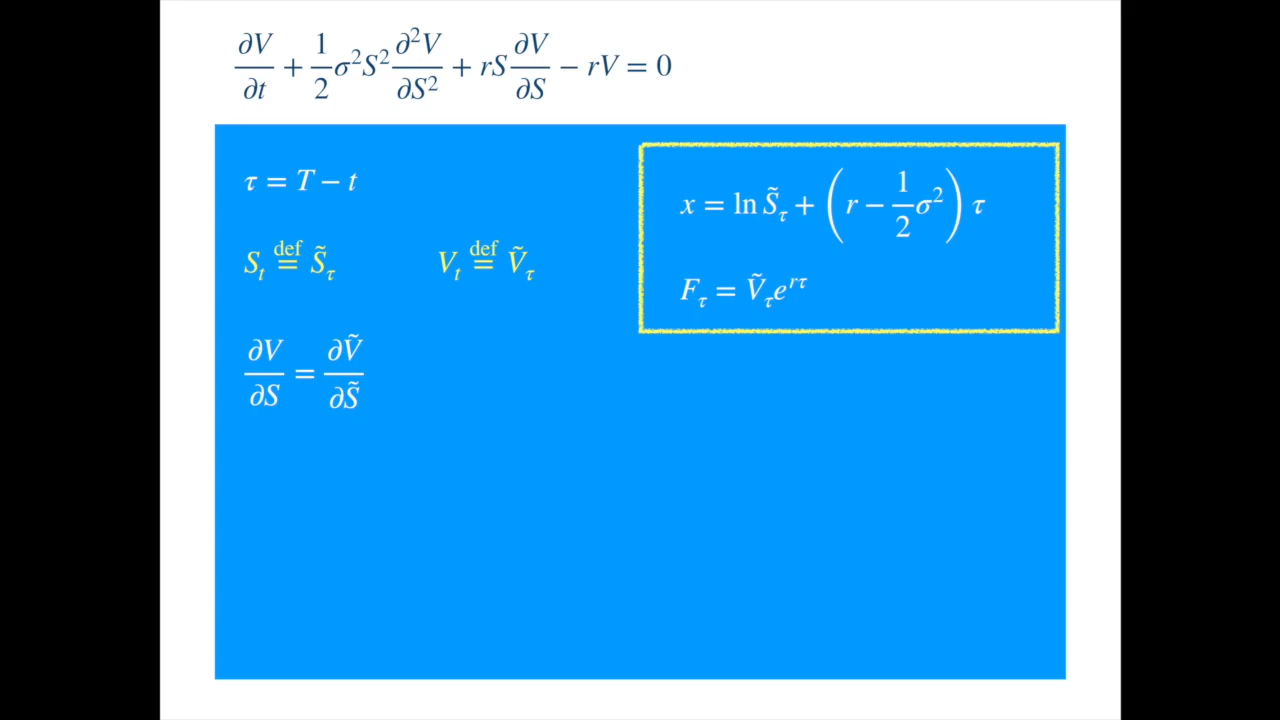 ∂V/∂t + 1/2 σ²S² ∂²V/∂S² + rS ∂V/∂S − rV = 0
τ = T − t
x = ln S̃_τ + (r − 1/2 σ²) τ
S_t ≝ S̃_τ V_t ≝ Ṽ_τ
F_τ = Ṽ_τ e^{rτ}
∂V/∂S = ∂Ṽ/∂S̃